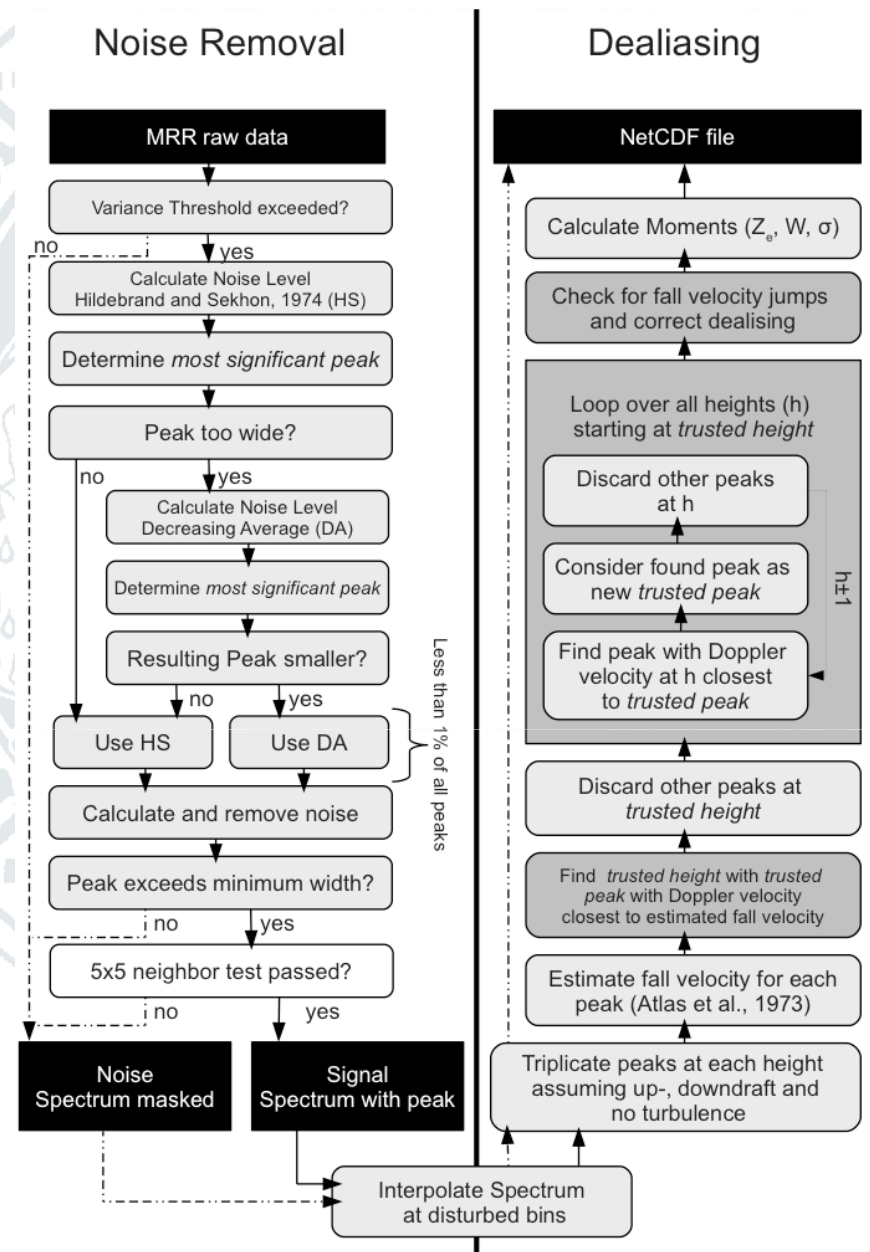 Noise Removal
MRR raw data
Variance Threshold exceeded?
no
yes
Calculate Noise Level
Hildebrand and Sekhon, 1974 (HS)
Determine most significant peak
Peak too wide?
no
yes
Calculate Noise Level
Decreasing Average (DA)
Determine most significant peak
Resulting Peak smaller?
no
yes
Use HS
Use DA
Less than 1% of all peaks
Calculate and remove noise
Peak exceeds minimum width?
no
yes
5x5 neighbor test passed?
no
yes
Noise
Spectrum masked
Signal
Spectrum with peak
Interpolate Spectrum
at disturbed bins
Dealiasing
NetCDF file
Calculate Moments (Ze, W, σ)
Check for fall velocity jumps
and correct dealising
Loop over all heights (h)
starting at trusted height
Discard other peaks
at h
Consider found peak as
new trusted peak
h±1
Find peak with Doppler
velocity at h closest
to trusted peak
Discard other peaks at
trusted height
Find trusted height with trusted
peak with Doppler velocity
closest to estimated fall velocity
Estimate fall velocity for each
peak (Atlas et al., 1973)
Triplicate peaks at each height
assuming up-, downdraft and
no turbulence